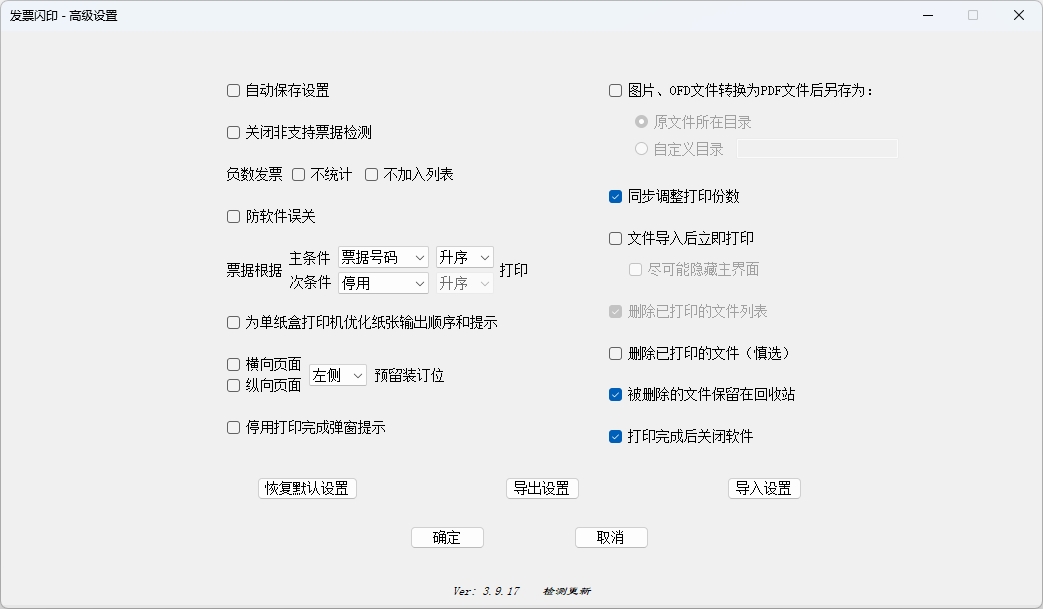 发票闪印 - 高级设置
自动保存设置
关闭非支持票据检测
负数发票 不统计 不加入列表
防软件误关
票据根据 主条件 票据号码 升序 打印
次条件 停用 升序
为单纸盒打印机优化纸张输出顺序和提示
横向页面
纵向页面
左侧 预留装订位
停用打印完成弹窗提示
图片、OFD文件转换为PDF文件后另存为：
原文件所在目录
自定义目录
同步调整打印份数
文件导入后立即打印
尽可能隐藏主界面
删除已打印的文件列表
删除已打印的文件（慎选）
被删除的文件保留在回收站
打印完成后关闭软件
恢复默认设置 导出设置 导入设置
确定 取消
Ver: 3.9.17 检测更新